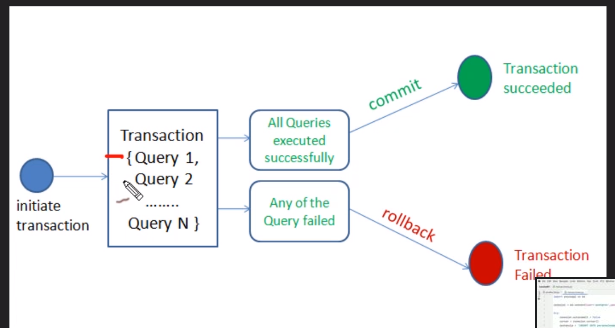 initiate
transaction
Transaction
{ Query 1,
Query 2
........
Query N }
All Queries
executed
successfully
Any of the
Query failed
commit
rollback
Transaction
succeeded
Transaction
Failed